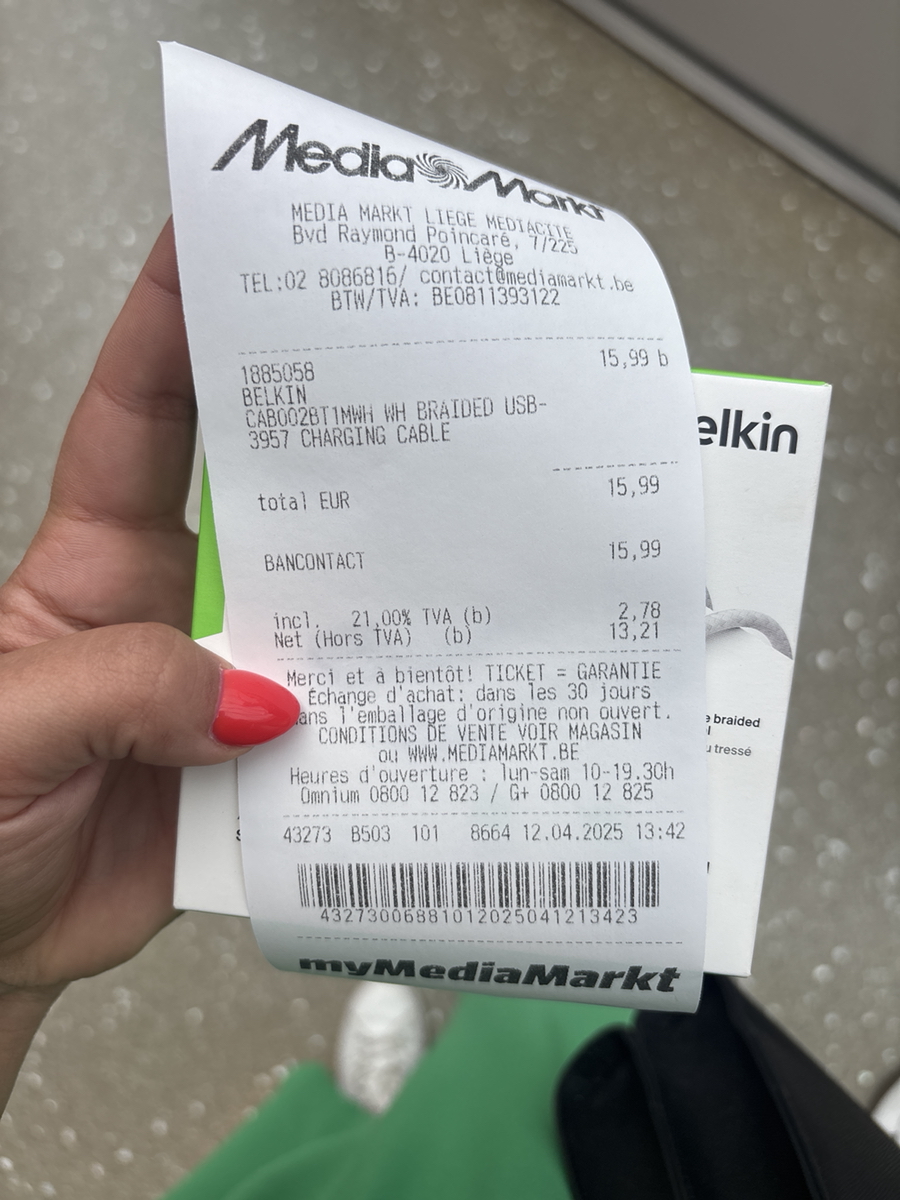 Media Markt
MEDIA MARKT LIEGE MEDIACITE
Bvd Raymond Poincaré, 7/225
B-4020 Liège
TEL:02 8086816/ contact@mediamarkt.be
BTW/TVA: BE0811393122
1885058 15,99 b
BELKIN
CAB002BT1MWH WH BRAIDED USB-
3957 CHARGING CABLE
total EUR 15,99
BANCONTACT 15,99
incl. 21,00% TVA (b) 2,78
Net (Hors TVA) (b) 13,21
Merci et à bientôt! TICKET = GARANTIE
Échange d'achat: dans les 30 jours
ans l'emballage d'origine non ouvert.
CONDITIONS DE VENTE VOIR MAGASIN
ou WWW.MEDIAMARKT.BE
Heures d'ouverture : lun-sam 10-19.30h
Omnium 0800 12 823 / G+ 0800 12 825
43273 B503 101 8664 12.04.2025 13:42
43273006881012025041213423
myMediaMarkt
elkin
braided
tressé